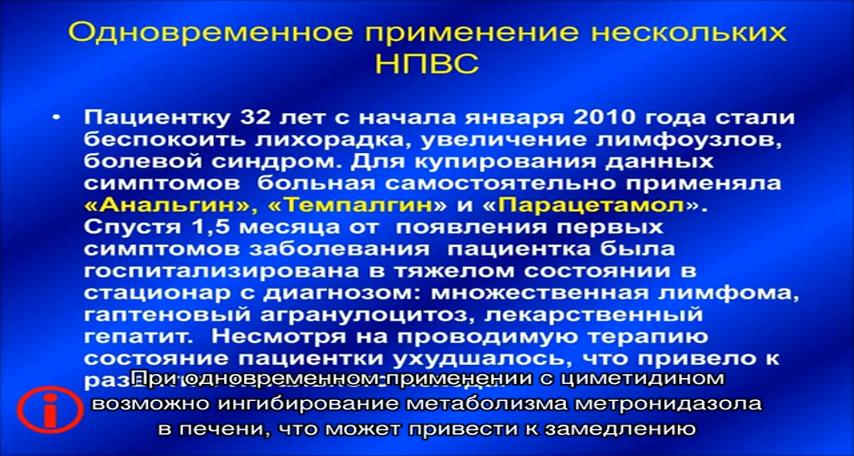 Одновременное применение нескольких
НПВС
• Пациентку 32 лет с начала января 2010 года стали
беспокоить лихорадка, увеличение лимфоузлов,
болевой синдром. Для купирования данных
симптомов больная самостоятельно применяла
«Анальгин», «Темпалгин» и «Парацетамол».
Спустя 1,5 месяца от появления первых
симптомов заболевания пациентка была
госпитализирована в тяжелом состоянии в
стационар с диагнозом: множественная лимфома,
гаптеновый агранулоцитоз, лекарственный
гепатит. Несмотря на проводимую терапию
состояние пациентки ухудшалось, что привело к
При одновременном применении с циметидином
возможно ингибирование метаболизма метронидазола
в печени, что может привести к замедлению